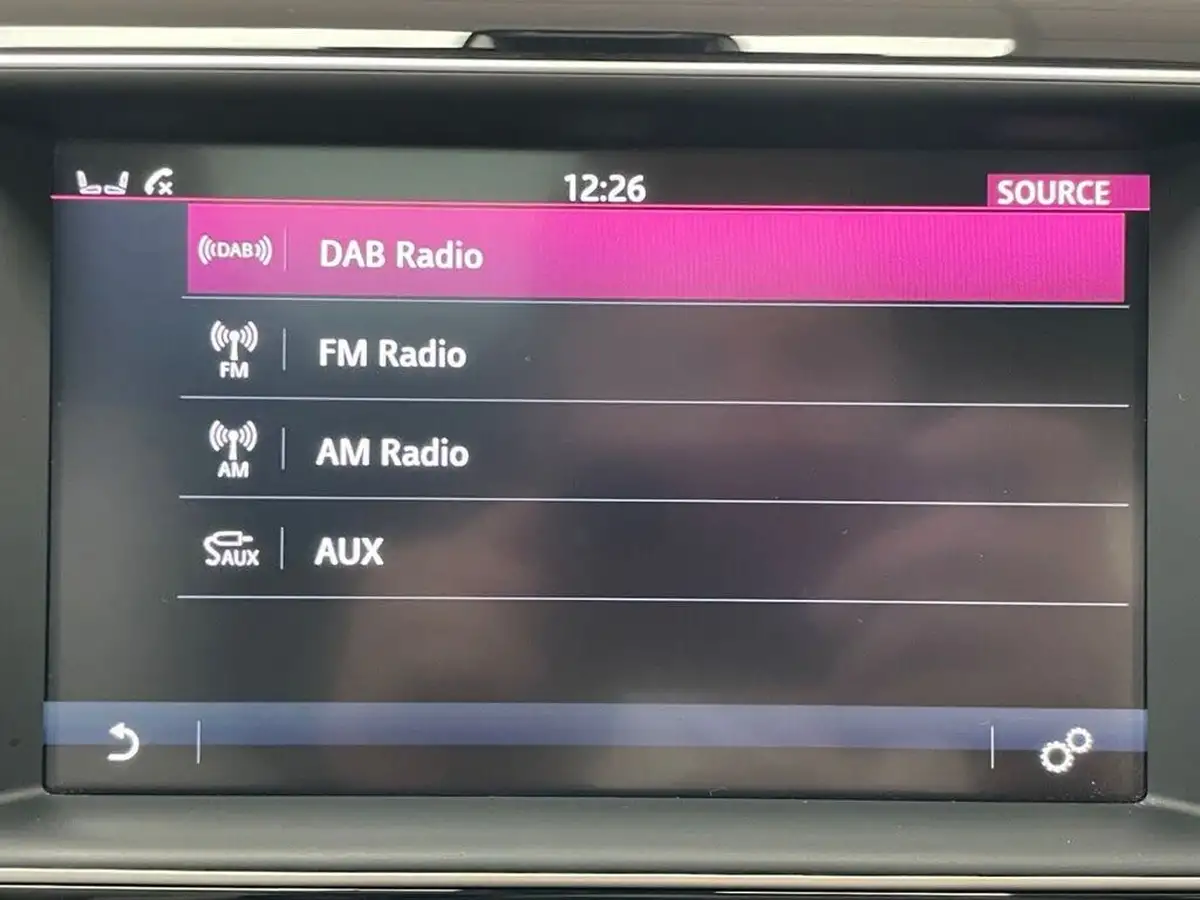 12:26
SOURCE
DAB
DAB Radio
FM
FM Radio
AM
AM Radio
AUX
AUX